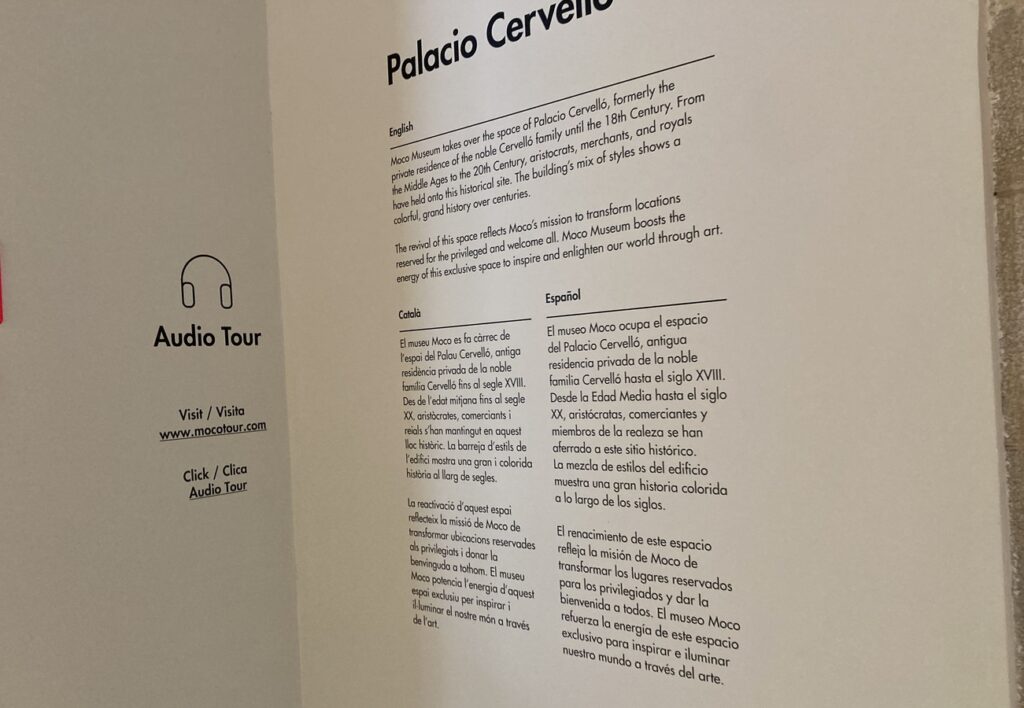 Audio Tour
Visit / Visita
www.mocotour.com
Click / Clica
Audio Tour
Palacio Cervelló
English
Moco Museum takes over the space of Palacio Cervelló, formerly the
private residence of the noble Cervelló family until the 18th Century. From
the Middle Ages to the 20th Century, aristocrats, merchants, and royals
have held onto this historical site. The building's mix of styles shows a
colorful, grand history over centuries.
The revival of this space reflects Moco's mission to transform locations
reserved for the privileged and welcome all. Moco Museum boosts the
energy of this exclusive space to inspire and enlighten our world through art.
Català
El museu Moco es fa càrrec de
l'espai del Palau Cervelló, antiga
residència privada de la noble
família Cervelló fins al segle XVIII.
Des de l'edat mitjana fins al segle
XX, aristòcrates, comerciants i
reials s'han mantingut en aquest
lloc històric. La barreja d'estils de
l'edifici mostra una gran i colorida
història al llarg de segles.
La reactivació d'aquest espai
reflecteix la missió de Moco de
transformar ubicacions reservades
als privilegiats i donar la
benvinguda a tothom. El museu
Moco potencia l'energia d'aquest
espai exclusiu per inspirar i
il·luminar el nostre món a través
de l'art.
Español
El museo Moco ocupa el espacio
del Palacio Cervelló, antigua
residencia privada de la noble
familia Cervelló hasta el siglo XVIII.
Desde la Edad Media hasta el siglo
XX, aristócratas, comerciantes y
miembros de la realeza se han
aferrado a este sitio histórico.
La mezcla de estilos del edificio
muestra una gran historia colorida
a lo largo de los siglos.
El renacimiento de este espacio
refleja la misión de Moco de
transformar los lugares reservados
para los privilegiados y dar la
bienvenida a todos. El museo Moco
refuerza la energía de este espacio
exclusivo para inspirar e iluminar
nuestro mundo a través del arte.